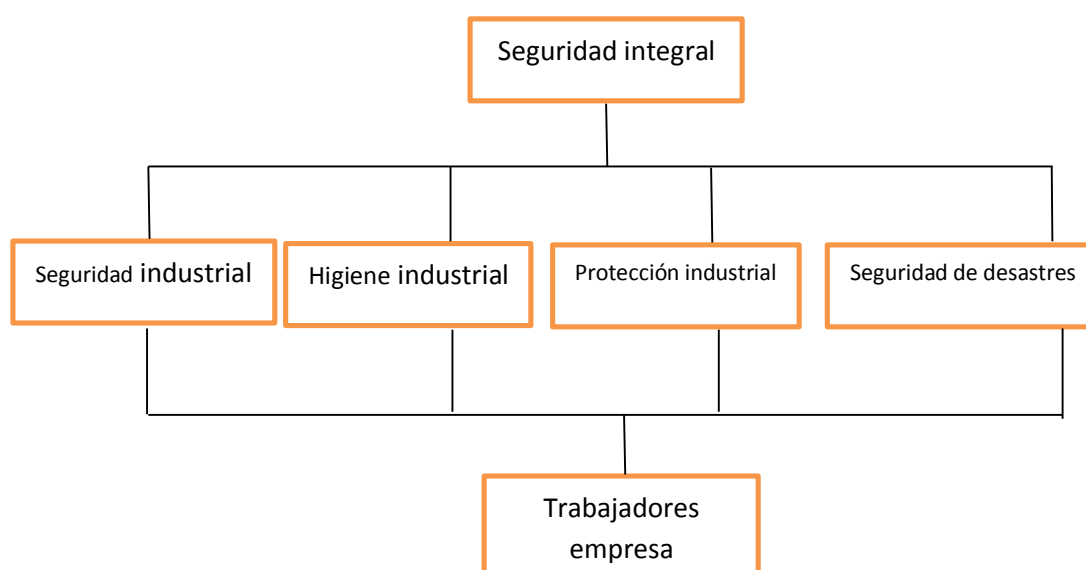 Seguridad integral
Seguridad industrial
Higiene industrial
Protección industrial
Seguridad de desastres
Trabajadores
empresa